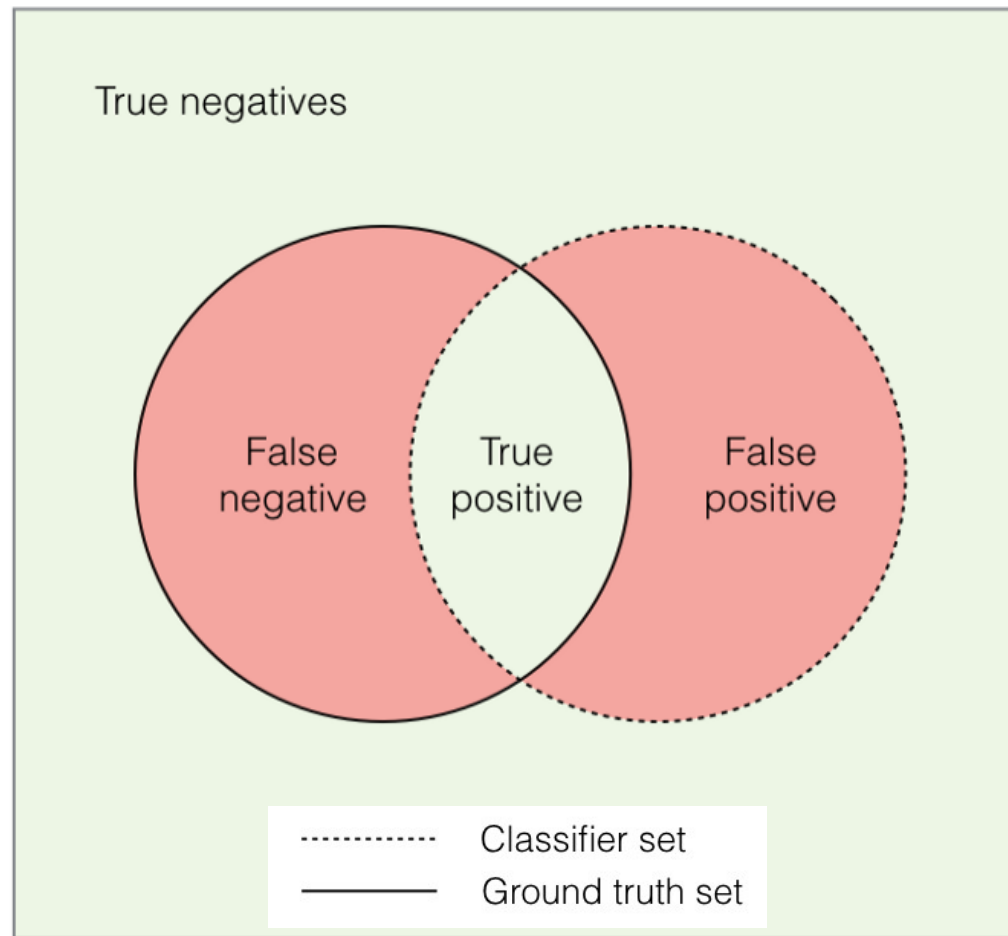 True negatives
False
negative
True
positive
False
positive
Classifier set
Ground truth set